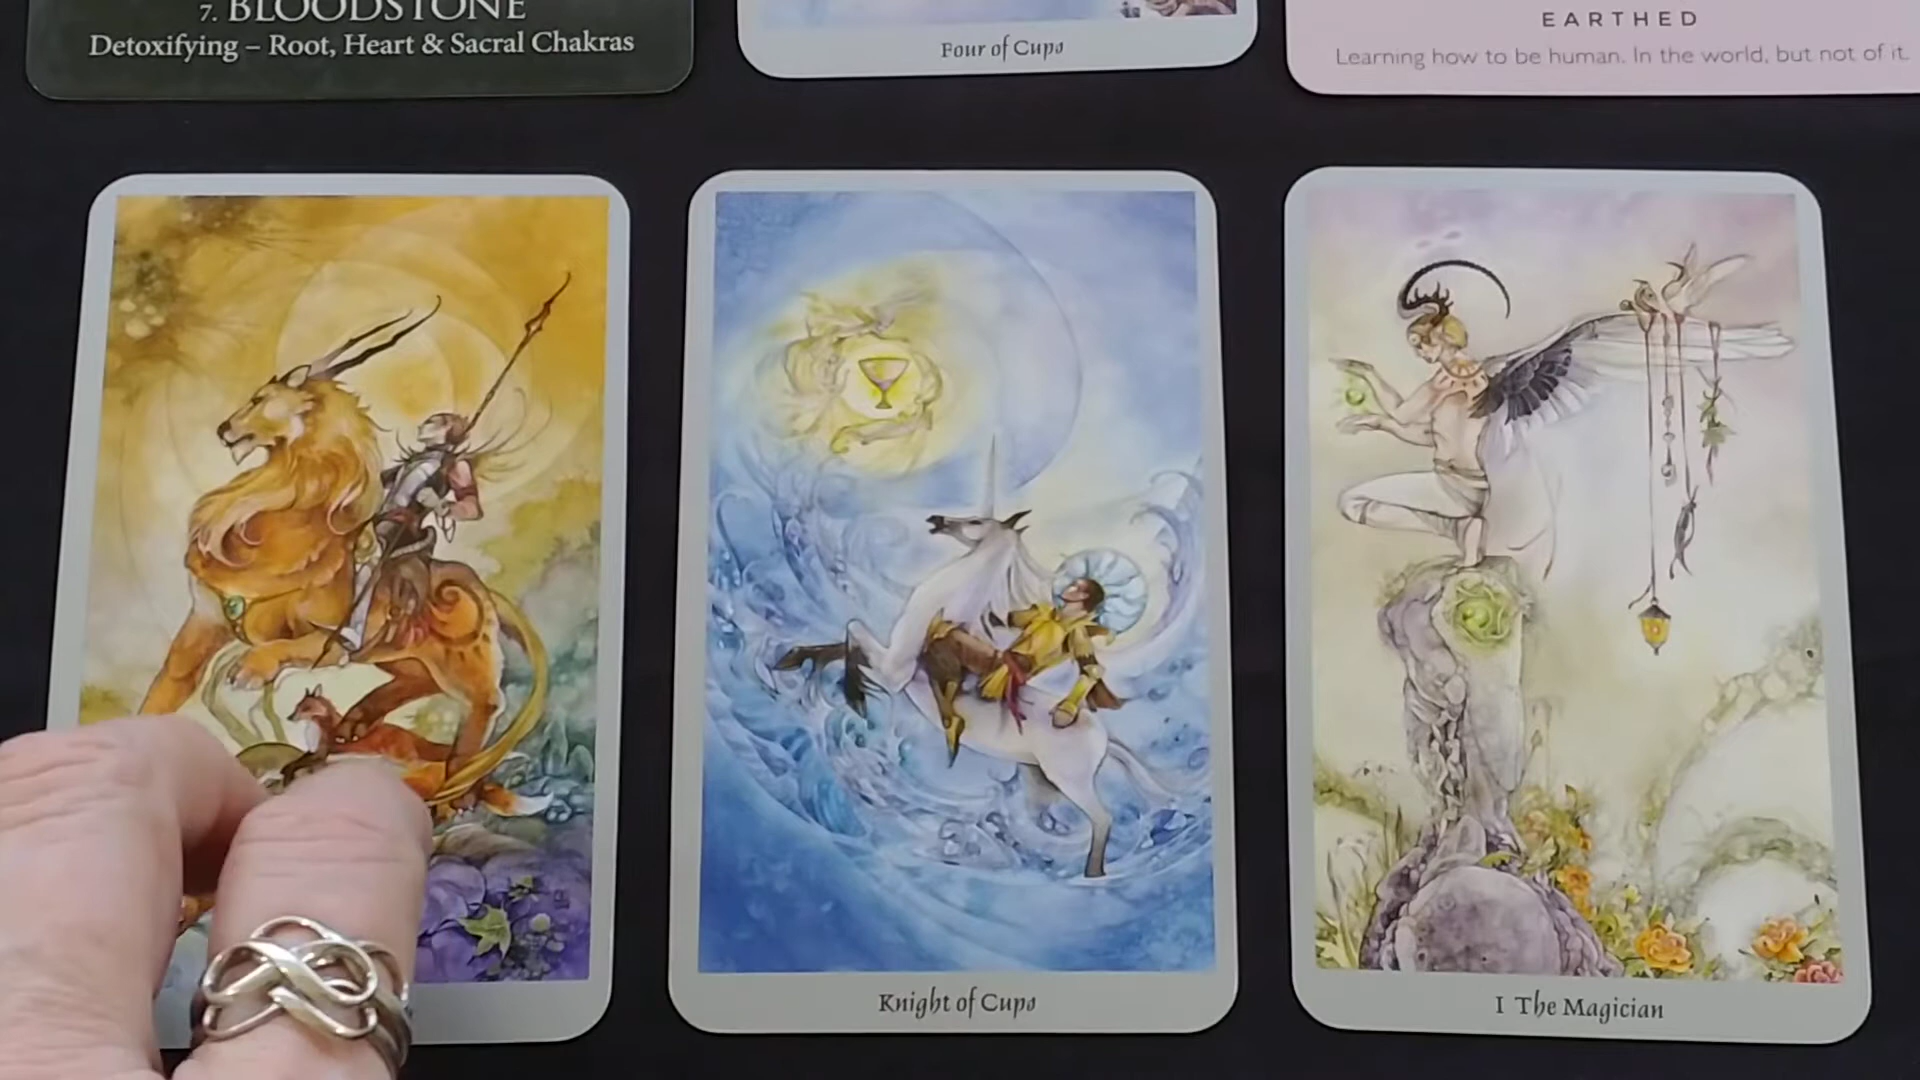 7. BLOODSTONE
Detoxifying – Root, Heart & Sacral Chakras
Four of Cups
EARTHED
Learning how to be human. In the world, but not of it.
Knight of Cups
I The Magician